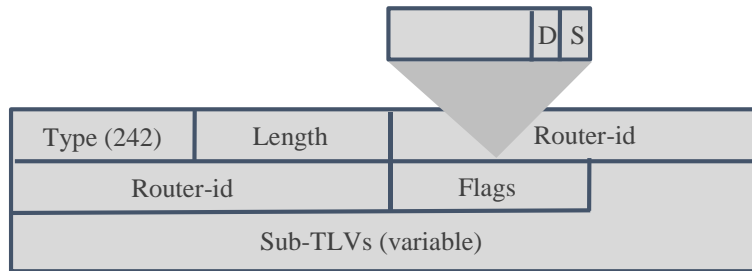 D S
Type (242) Length Router-id
Router-id Flags
Sub-TLVs (variable)